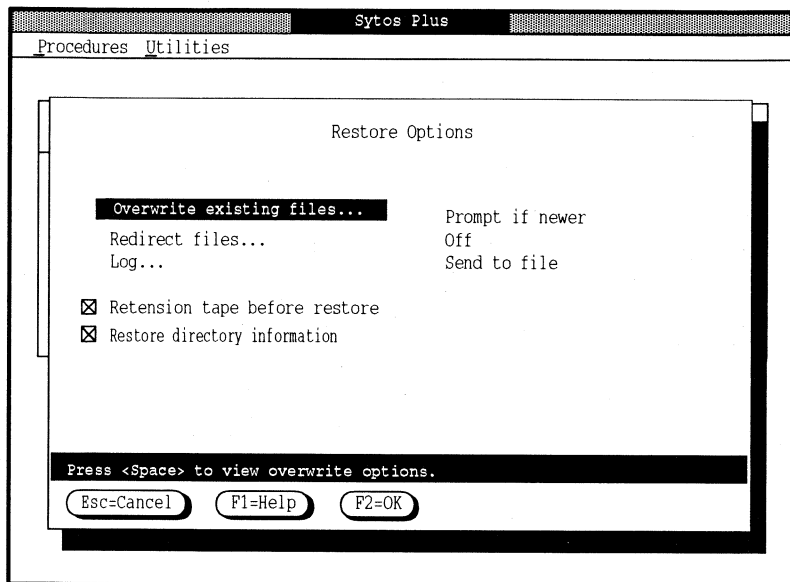 Sytos Plus
Procedures Utilities
Restore Options
Overwrite existing files... Prompt if newer
Redirect files... Off
Log... Send to file
Retension tape before restore
Restore directory information
Press <Space> to view overwrite options.
Esc=Cancel F1=Help F2=OK